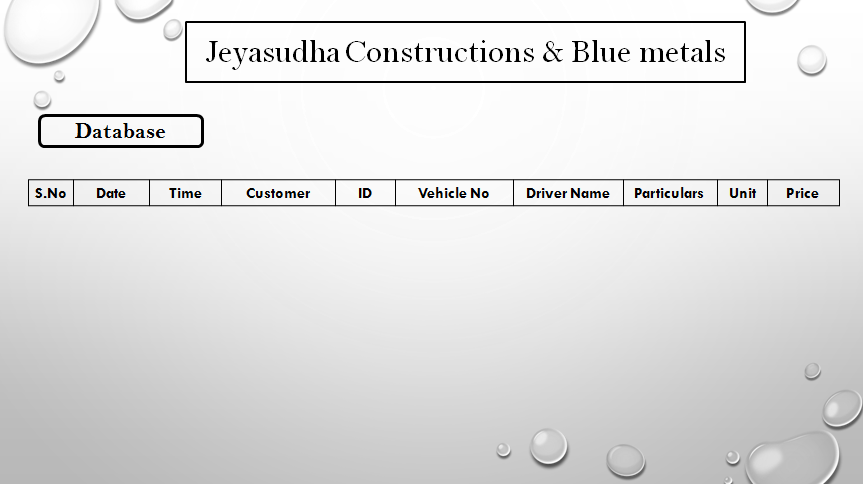 Jeyasudha Constructions & Blue metals
Database
S.No Date Time Customer ID Vehicle No Driver Name Particulars Unit Price